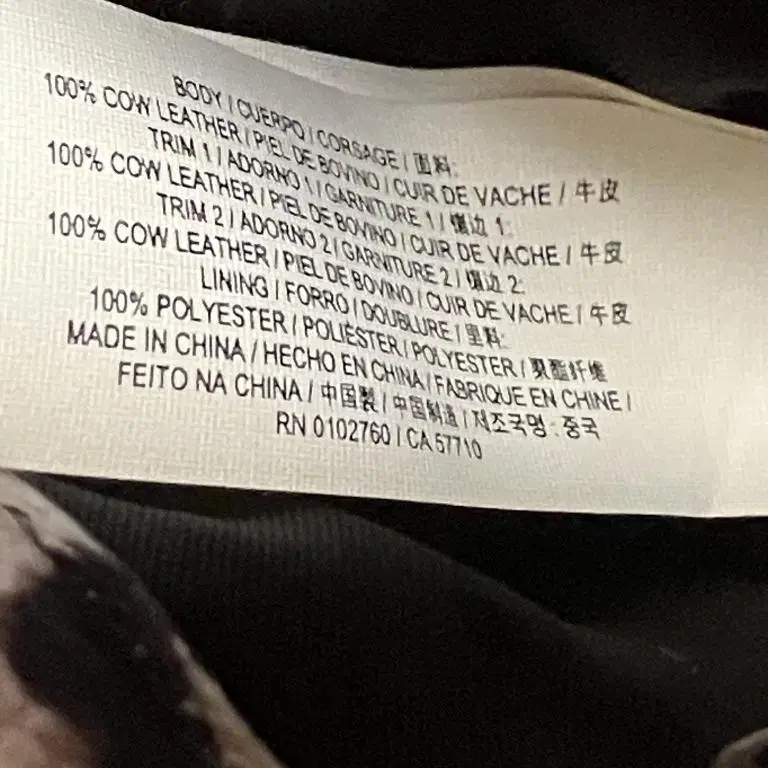 BODY / CUERPO / CORSAGE / 面料:
100% COW LEATHER / PIEL DE BOVINO / CUIR DE VACHE / 牛皮
TRIM 1 / ADORNO 1 / GARNITURE 1 / 镶边 1:
100% COW LEATHER / PIEL DE BOVINO / CUIR DE VACHE / 牛皮
TRIM 2 / ADORNO 2 / GARNITURE 2 / 镶边 2:
100% COW LEATHER / PIEL DE BOVINO / CUIR DE VACHE / 牛皮
LINING / FORRO / DOUBLURE / 里料:
100% POLYESTER / POLIÉSTER / POLYESTER / 聚酯纤维
MADE IN CHINA / HECHO EN CHINA / FABRIQUE EN CHINE /
FEITO NA CHINA / 中国製 / 中国制造 / 제조국명 : 중국
RN 0102760 / CA 57710